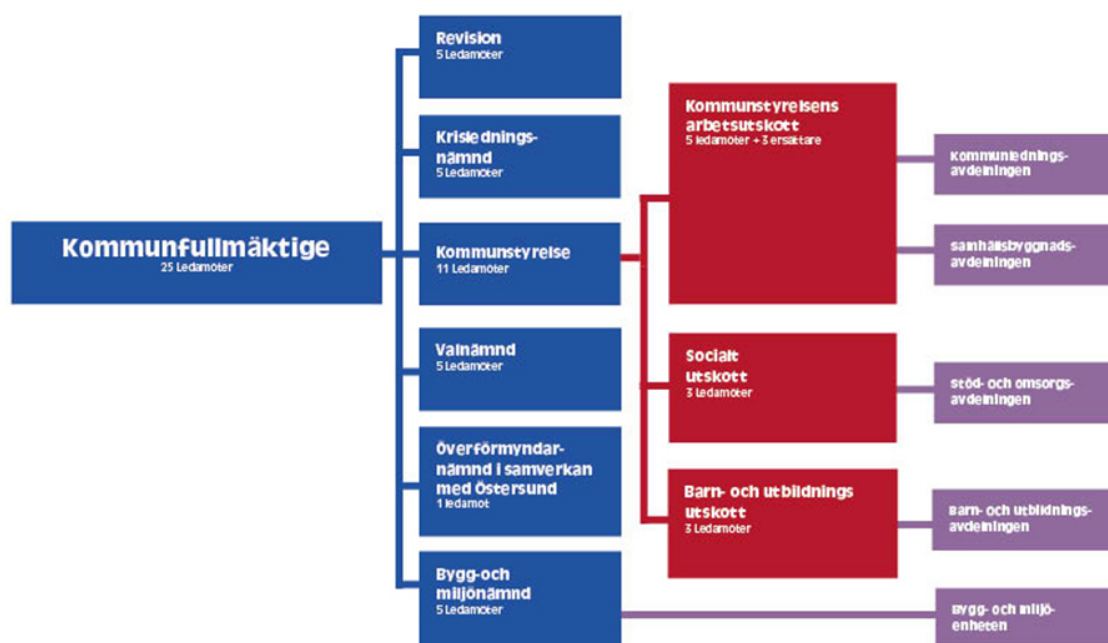 Kommunfullmäktige
25 Ledamöter
Revision
5 Ledamöter
Krislednings-
nämnd
5 Ledamöter
Kommunstyrelse
11 Ledamöter
Valnämnd
5 Ledamöter
Överförmyndar-
nämnd i samverkan
med Östersund
1 ledamot
Bygg-och
miljönämnd
5 Ledamöter
Kommunstyrelsens
arbetsutskott
5 ledamöter + 3 ersättare
Socialt
utskott
3 Ledamöter
Barn- och utbildnings
utskott
3 Ledamöter
Kommunlednings-
avdelningen
Samhällsbyggnads-
avdelningen
Stöd- och omsorgs-
avdelningen
Barn- och utbildnings-
avdelningen
Bygg- och miljö-
enheten